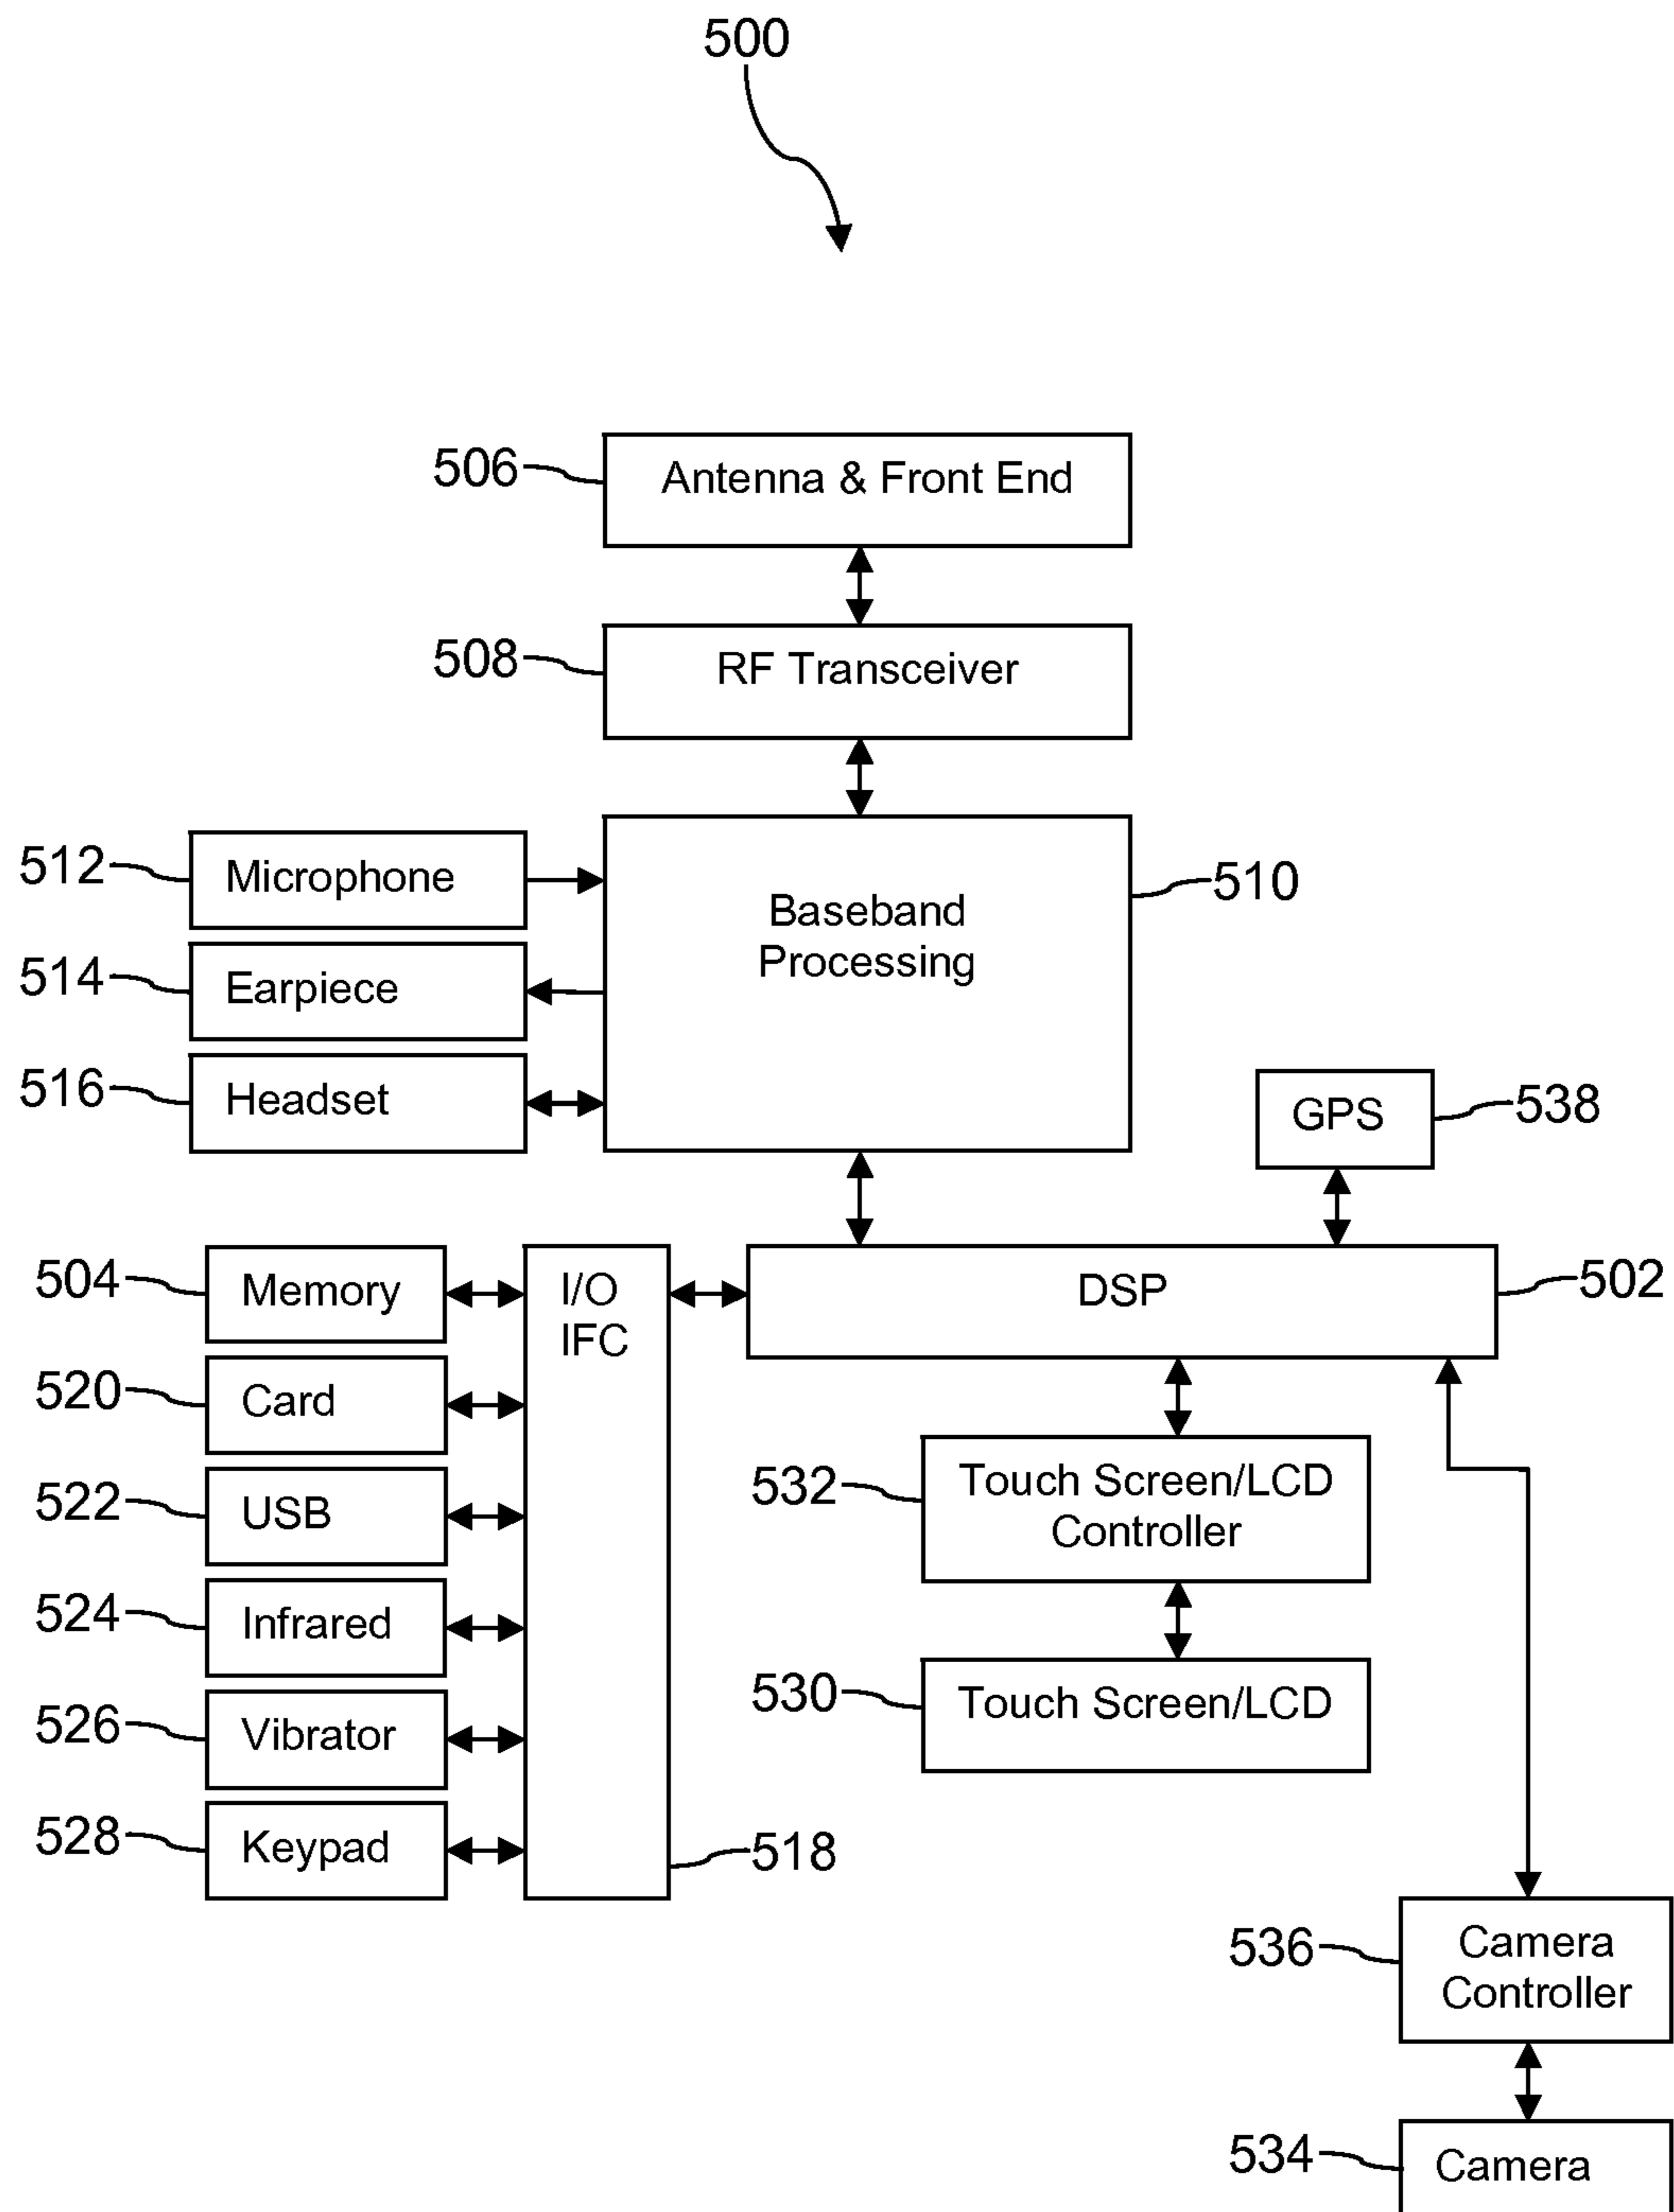 500
506
Antenna & Front End
508
RF Transceiver
512
Microphone
Baseband
Processing
510
514
Earpiece
516
Headset
GPS
538
504
Memory
I/O
IFC
DSP
502
520
Card
522
USB
532
Touch Screen/LCD
Controller
524
Infrared
530
Touch Screen/LCD
526
Vibrator
528
Keypad
518
536
Camera
Controller
534
Camera